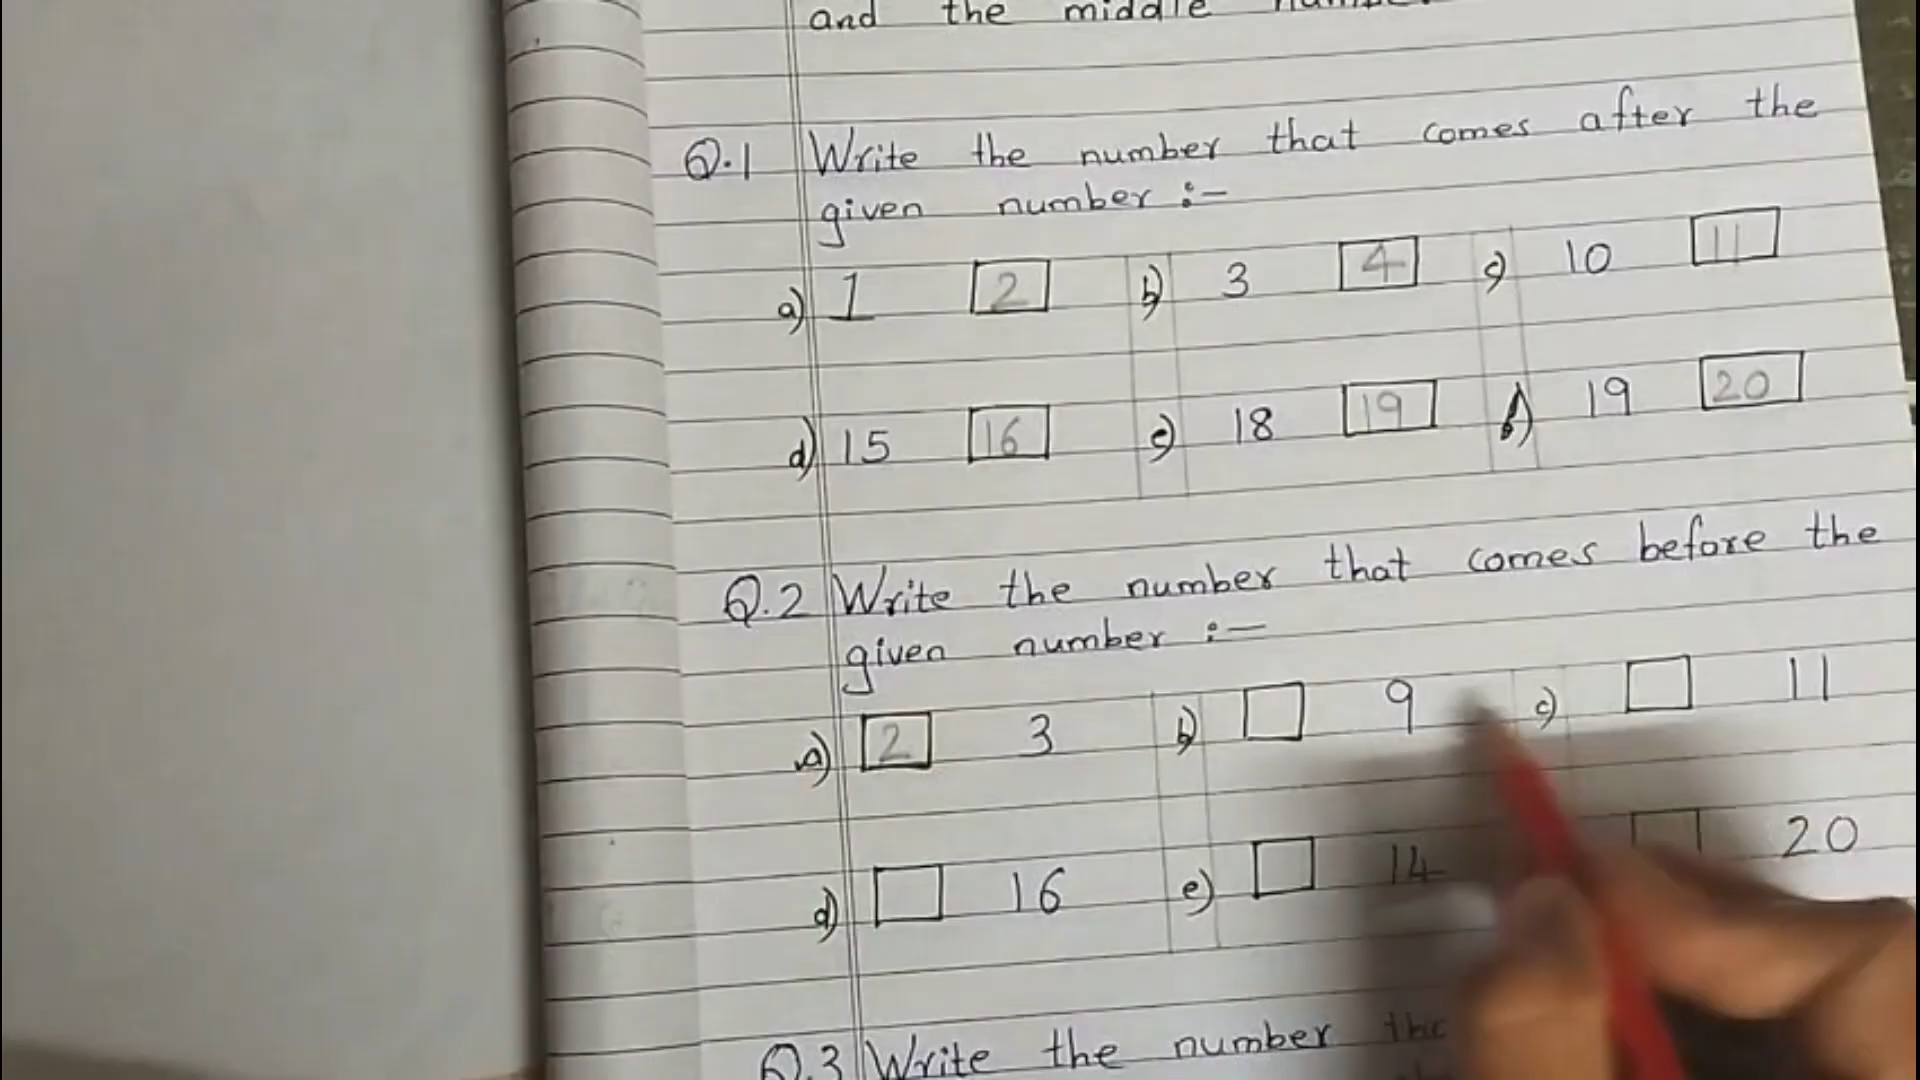 and the middle
Q.1 Write the number that comes after the
given number :-
a) 1 2 b) 3 4 c) 10 11
d) 15 16 e) 18 19 f) 19 20
Q.2 Write the number that comes before the
given number :-
a) 2 3 b) 9 c) 11
d) 16 e) 14 20
Q.3 Write the number